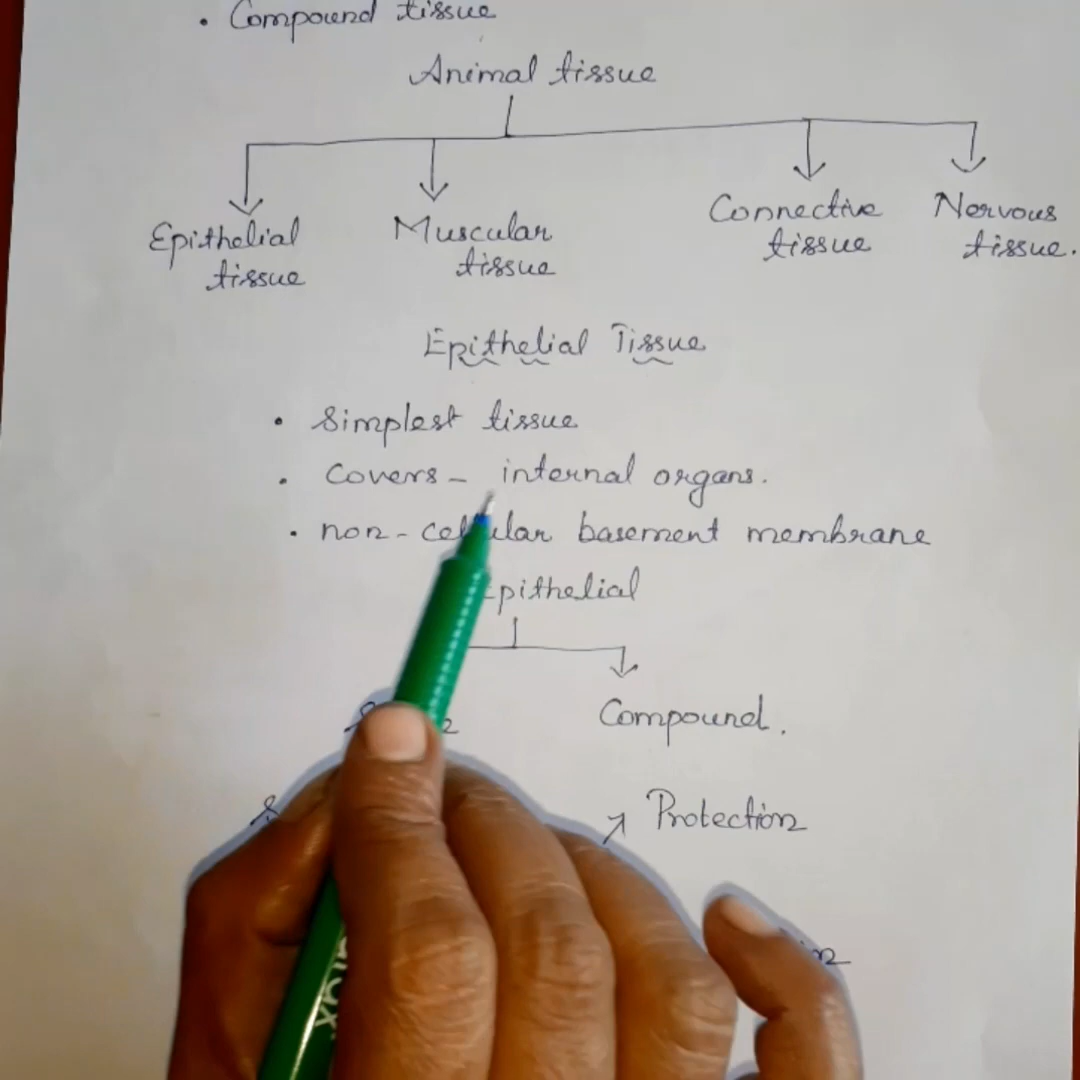 • Compound tissue
Animal tissue
Epithelial tissue
Muscular tissue
Connective tissue
Nervous tissue.
Epithelial Tissue
• Simplest tissue
• Covers - internal organs.
• non-cellular basement membrane
Epithelial
Compound.
Protection